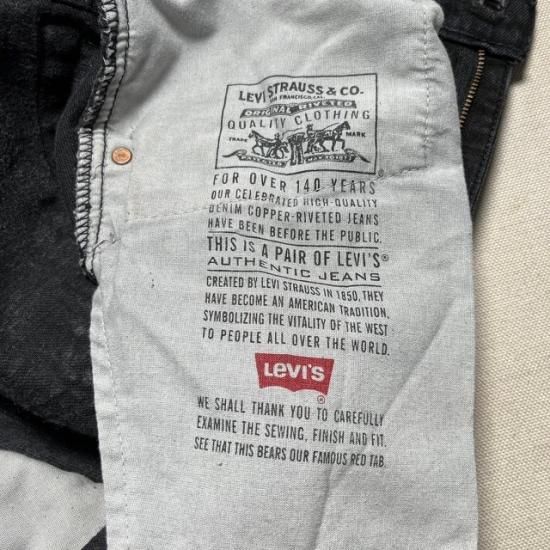 LEVI STRAUSS & CO.
SAN FRANCISCO, CAL.
ORIGINAL RIVETED
QUALITY CLOTHING
TRADE MARK
FOR OVER 140 YEARS
OUR CELEBRATED HIGH-QUALITY
DENIM COPPER-RIVETED JEANS
HAVE BEEN BEFORE THE PUBLIC.
THIS IS A PAIR OF LEVI'S®
AUTHENTIC JEANS
CREATED BY LEVI STRAUSS IN 1850, THEY
HAVE BECOME AN AMERICAN TRADITION,
SYMBOLIZING THE VITALITY OF THE WEST
TO PEOPLE ALL OVER THE WORLD.
LEVI'S
®
WE SHALL THANK YOU TO CAREFULLY
EXAMINE THE SEWING, FINISH AND FIT.
SEE THAT THIS BEARS OUR FAMOUS RED TAB.